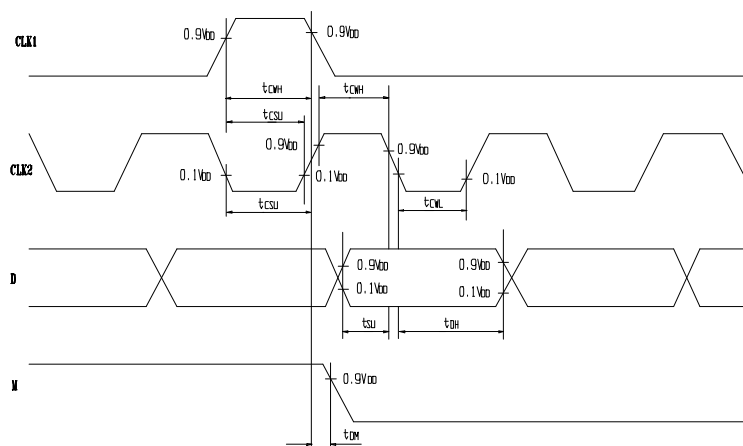 CLK1
0.9VDD
0.9VDD
tCWH
tCWH
tCSU
CLK2
0.9VDD
0.9VDD
0.1VDD
0.1VDD
0.1VDD
tCWL
tCSU
D
0.9VDD
0.9VDD
0.1VDD
0.1VDD
tSU
tDH
M
0.9VDD
tDM